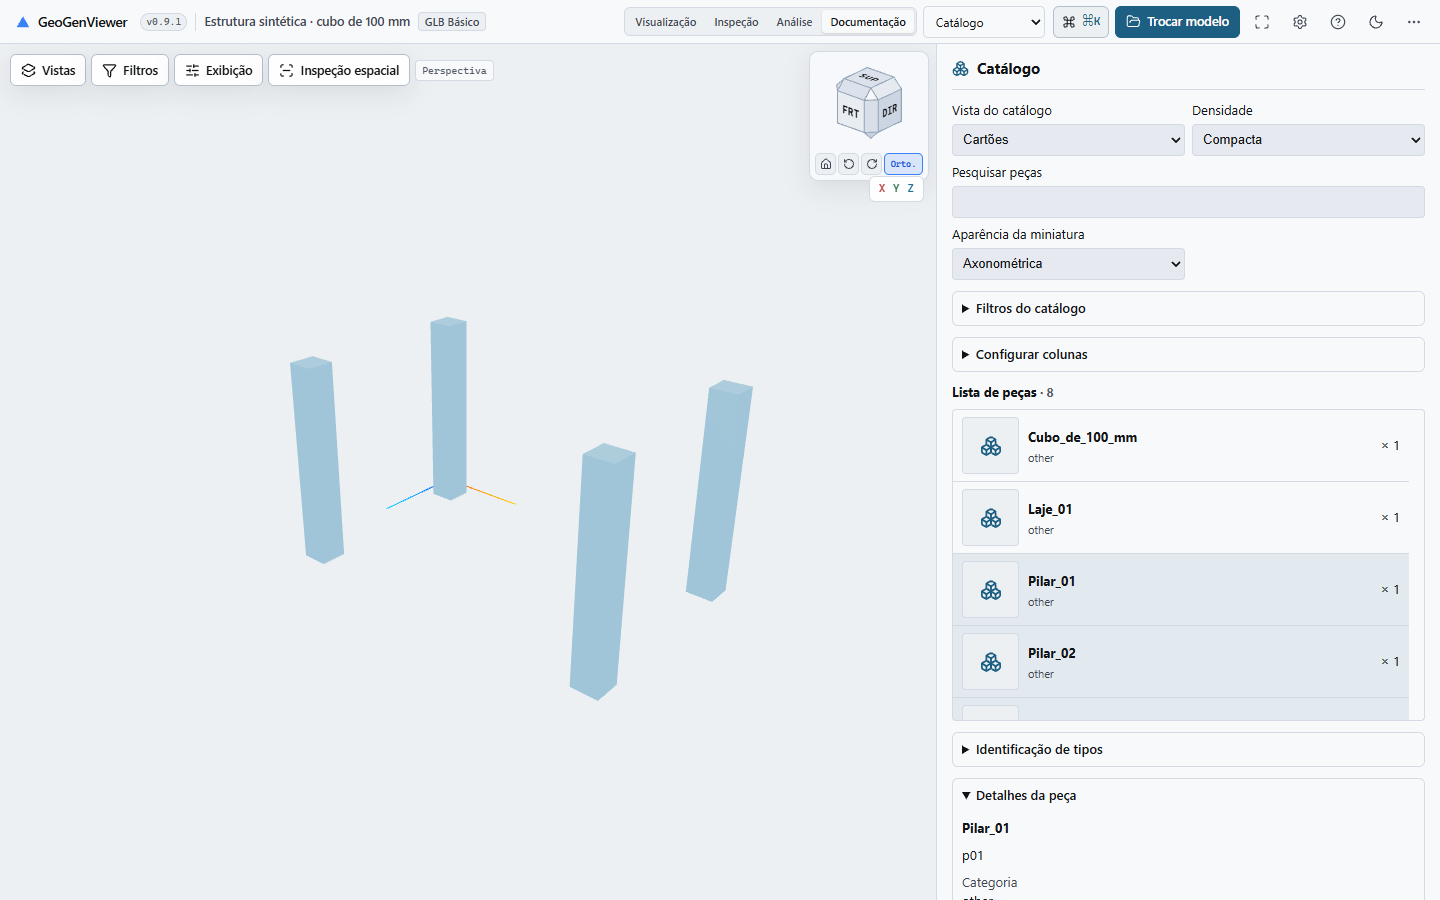 GeoGenViewer v0.9.1 Estrutura sintética · cubo de 100 mm GLB Básico Visualização Inspeção Análise Documentação Catálogo ⌘K Trocar modelo
Vistas Filtros Exibição Inspeção espacial Perspectiva
SUP
FRT DIR
Orto.
X Y Z
Catálogo
Vista do catálogo Densidade
Cartões Compacta
Pesquisar peças
Aparência da miniatura
Axonométrica
Filtros do catálogo
Configurar colunas
Lista de peças · 8
Cubo_de_100_mm
other
× 1
Laje_01
other
× 1
Pilar_01
other
× 1
Pilar_02
other
× 1
Identificação de tipos
Detalhes da peça
Pilar_01
p01
Categoria
other